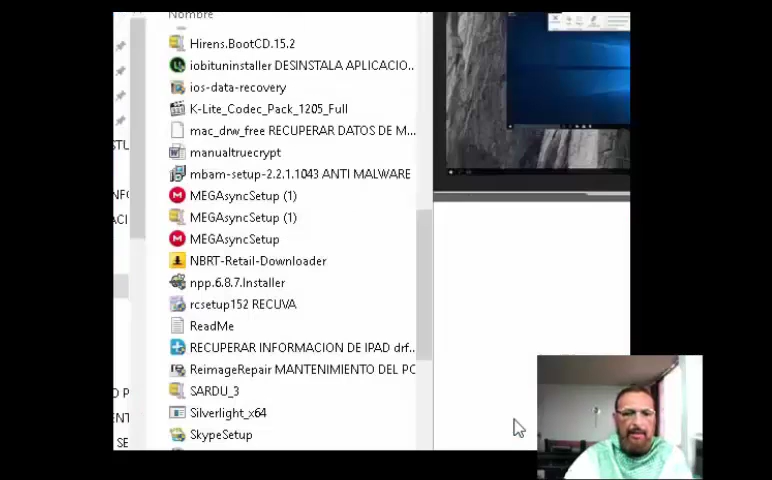 Nombre
Hirens.BootCD.15.2
iobituninstaller DESINSTALA APLICACIO...
ios-data-recovery
K-Lite_Codec_Pack_1205_Full
mac_drw_free RECUPERAR DATOS DE M...
manualtruecrypt
mbam-setup-2.2.1.1043 ANTI MALWARE
MEGAsyncSetup (1)
MEGAsyncSetup (1)
MEGAsyncSetup
NBRT-Retail-Downloader
npp.6.8.7.Installer
rcsetup152 RECUVA
ReadMe
RECUPERAR INFORMACION DE IPAD drf...
ReimageRepair MANTENIMIENTO DEL PC
SARDU_3
Silverlight_x64
SkypeSetup